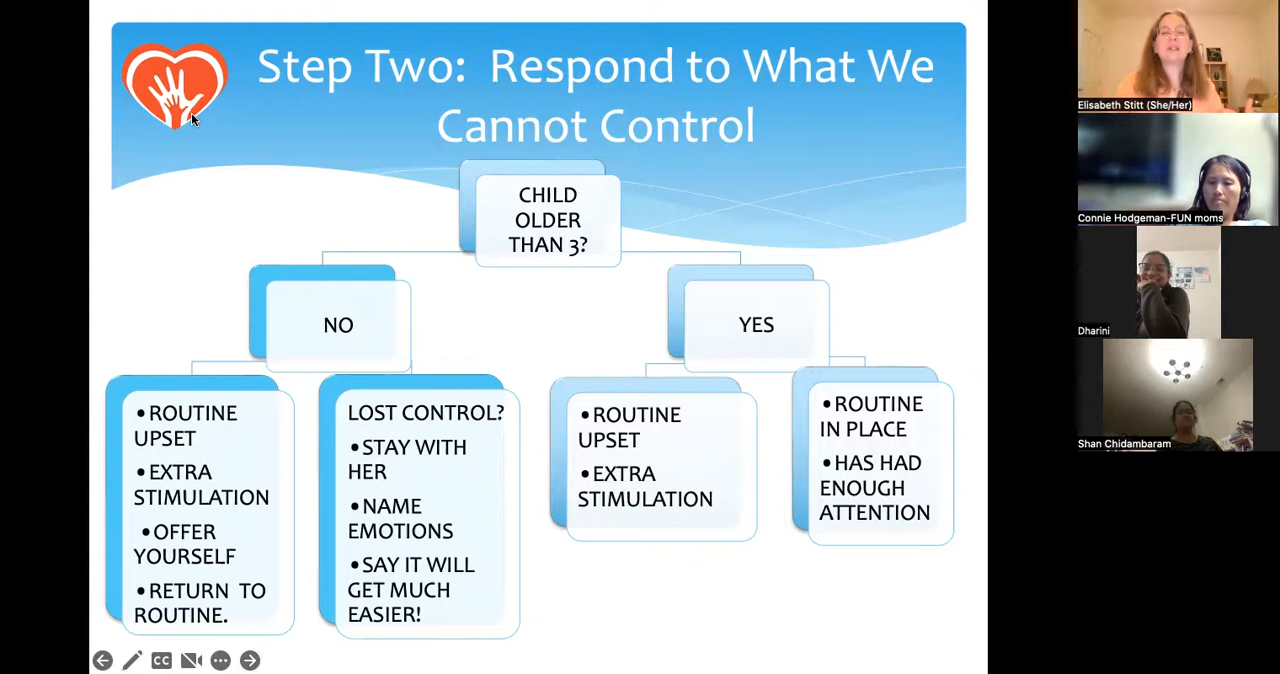 Step Two:  Respond to What We
Cannot Control
CHILD
OLDER
THAN 3?
NO
YES
•ROUTINE
UPSET
•EXTRA
STIMULATION
•OFFER
YOURSELF
•RETURN TO
ROUTINE.
LOST CONTROL?
•STAY WITH
HER
•NAME
EMOTIONS
•SAY IT WILL
GET MUCH
EASIER!
•ROUTINE
UPSET
•EXTRA
STIMULATION
•ROUTINE
IN PLACE
•HAS HAD
ENOUGH
ATTENTION
CC
Elisabeth Stitt (She/Her)
Connie Hodgeman-FUN moms
Dharini
Shan Chidambaram